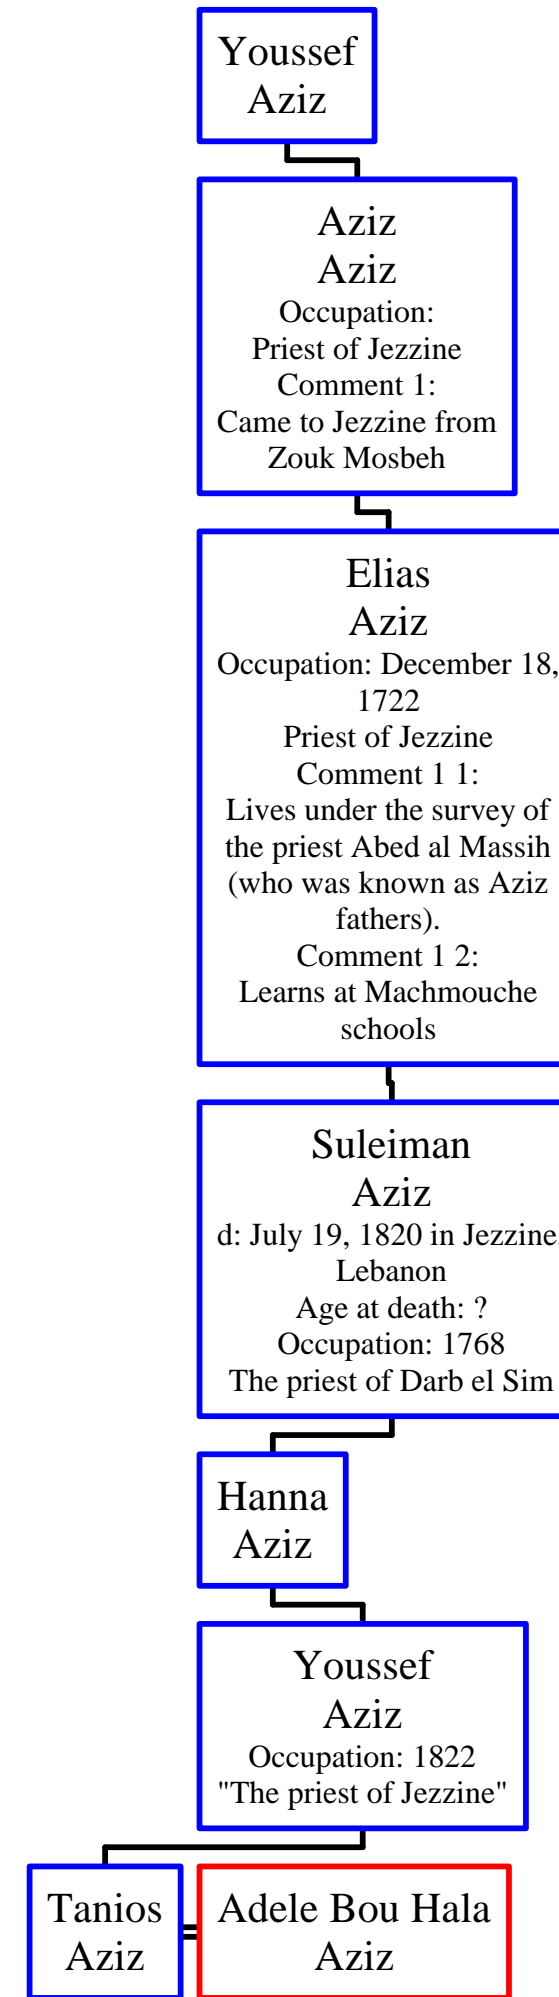 Youssef
Aziz
Aziz
Aziz
Occupation:
Priest of Jezzine
Comment 1:
Came to Jezzine from
Zouk Mosbeh
Elias
Aziz
Occupation: December 18,
1722
Priest of Jezzine
Comment 1 1:
Lives under the survey of
the priest Abed al Massih
(who was known as Aziz
fathers).
Comment 1 2:
Learns at Machmouche
schools
Suleiman
Aziz
d: July 19, 1820 in Jezzine,
Lebanon
Age at death: ?
Occupation: 1768
The priest of Darb el Sim
Hanna
Aziz
Youssef
Aziz
Occupation: 1822
"The priest of Jezzine"
Tanios
Aziz
Adele Bou Hala
Aziz